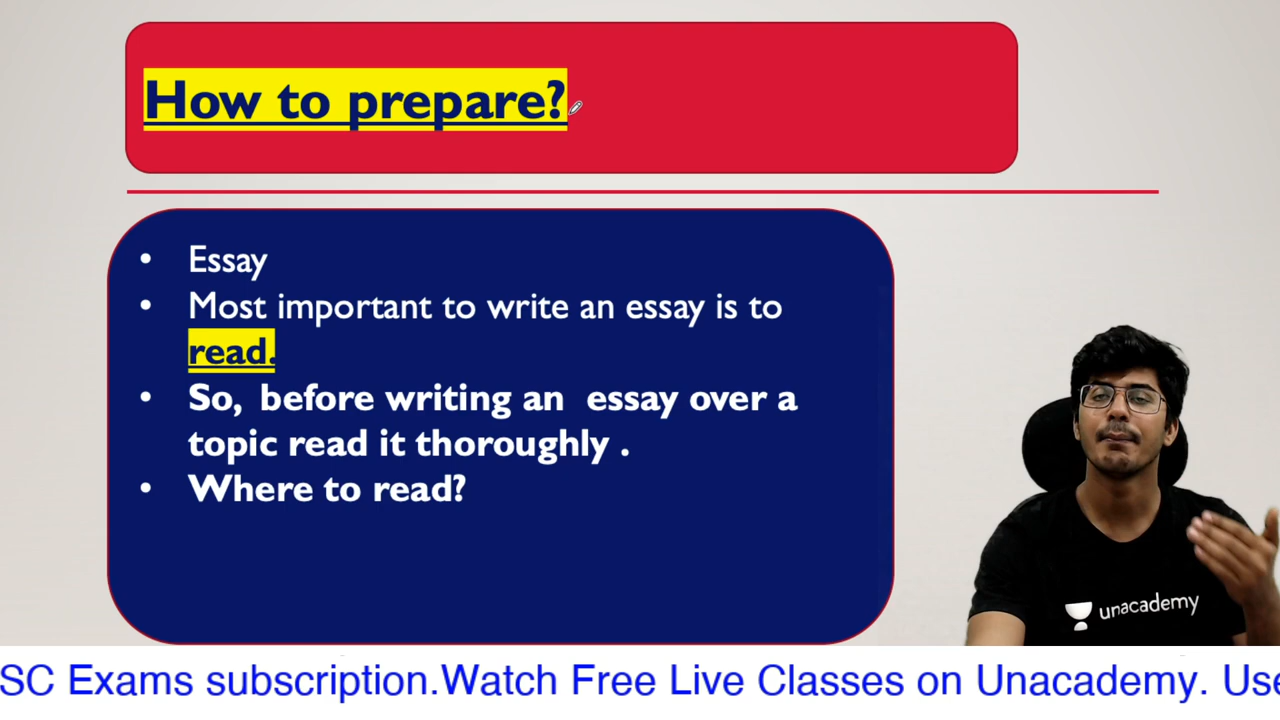 How to prepare?
• Essay
• Most important to write an essay is to
read.
• So, before writing an essay over a
topic read it thoroughly .
• Where to read?
unacademy
SC Exams subscription.Watch Free Live Classes on Unacademy. Use